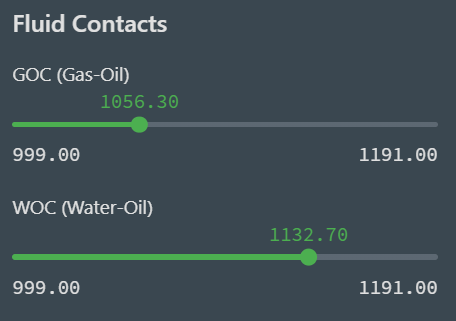 Fluid Contacts
GOC (Gas-Oil)
1056.30
999.00 1191.00
WOC (Water-Oil)
1132.70
999.00 1191.00